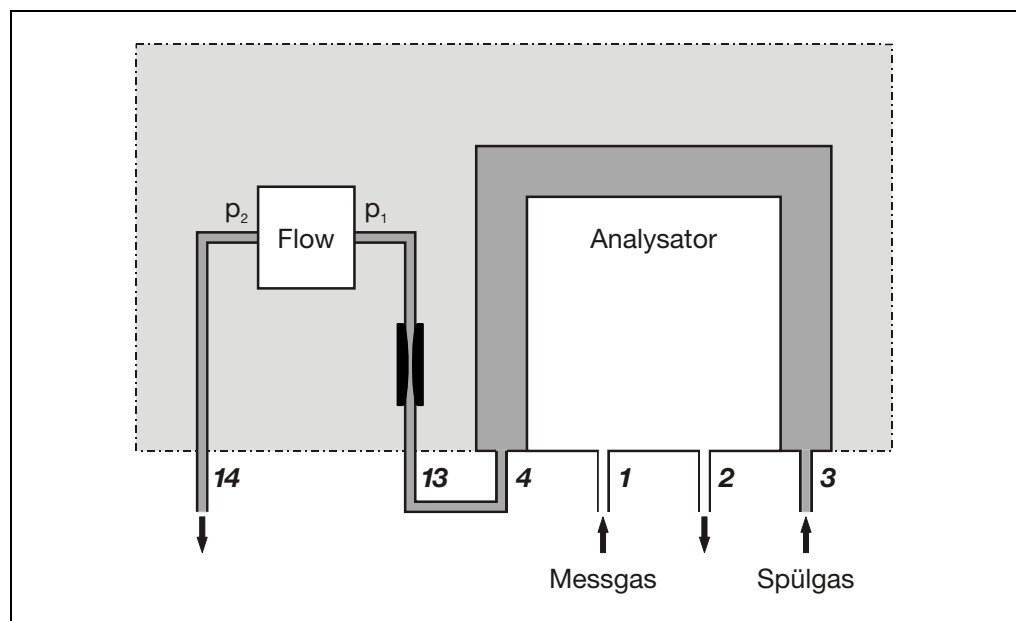 p₂
p₁
Flow
Analysator
14
13
4
1
2
3
Messgas
Spülgas